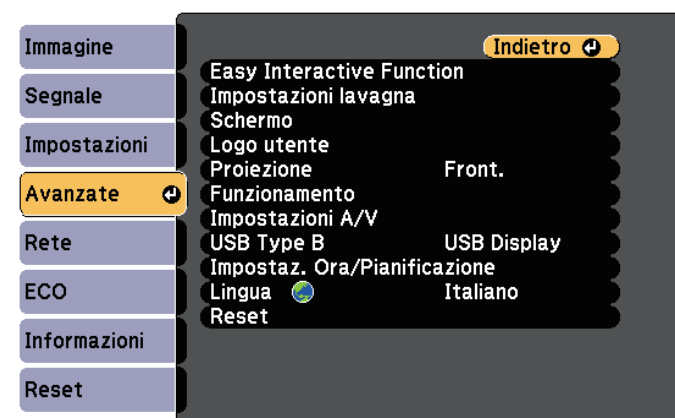 Immagine
Segnale
Impostazioni
Avanzate
Rete
ECO
Informazioni
Reset
Indietro
Easy Interactive Function
Impostazioni lavagna
Schermo
Logo utente
Proiezione Front.
Funzionamento
Impostazioni A/V
USB Type B USB Display
Impostaz. Ora/Pianificazione
Lingua Italiano
Reset